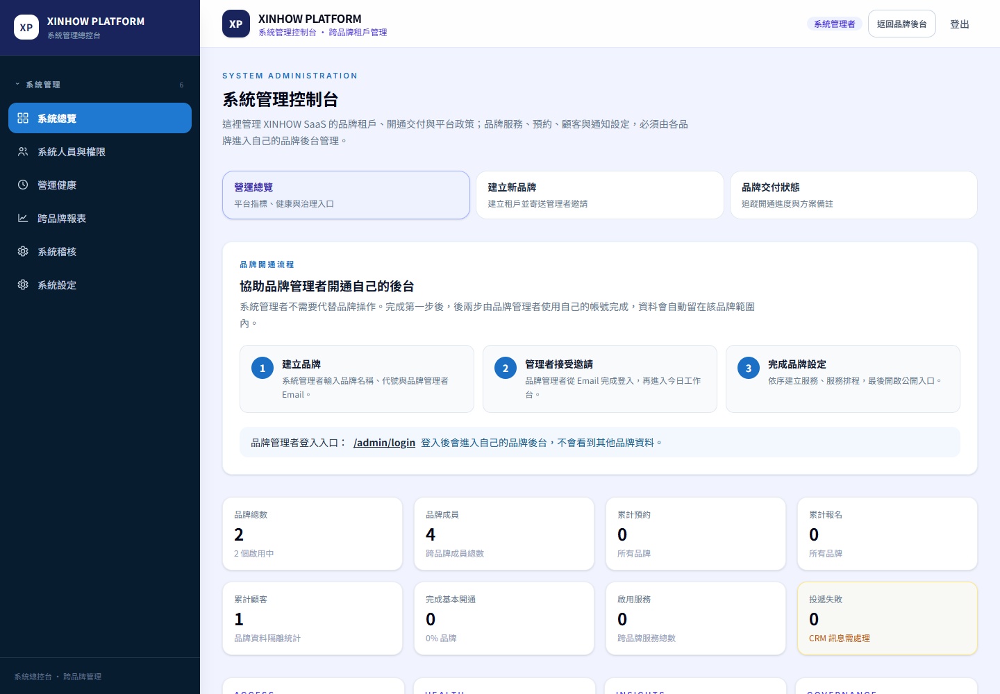 XP
XINHOW PLATFORM
系統管理總控台
系統管理
6
系統總覽
系統人員與權限
營運健康
跨品牌報表
系統稽核
系統設定
系統總控台 · 跨品牌管理
XP
XINHOW PLATFORM
系統管理控制台 · 跨品牌租戶管理
系統管理者
返回品牌後台
登出
SYSTEM ADMINISTRATION
系統管理控制台
這裡管理 XINHOW SaaS 的品牌租戶、開通交付與平台政策；品牌服務、預約、顧客與通知設定，必須由各品
牌進入自己的品牌後台管理。
營運總覽
平台指標、健康與治理入口
建立新品牌
建立租戶並寄送管理者邀請
品牌交付狀態
追蹤開通進度與方案備註
品牌開通流程
協助品牌管理者開通自己的後台
系統管理者不需要代替品牌操作。完成第一步後，後兩步由品牌管理者使用自己的帳號完成，資料會自動留在該品牌範圍
內。
1
建立品牌
系統管理者輸入品牌名稱、代號與品牌管理者
Email。
2
管理者接受邀請
品牌管理者從 Email 完成登入，再進入今日工作
台。
3
完成品牌設定
依序建立服務、服務排程，最後開啟公開入口。
品牌管理者登入入口： /admin/login 登入後會進入自己的品牌後台，不會看到其他品牌資料。
品牌總數
2
2 個啟用中
品牌成員
4
跨品牌成員總數
累計預約
0
所有品牌
累計報名
0
所有品牌
累計顧客
1
品牌資料隔離統計
完成基本開通
0
0% 品牌
啟用服務
0
跨品牌服務總數
投遞失敗
0
CRM 訊息需處理
ACCESS
HEALTH
INSIGHTS
GOVERNANCE